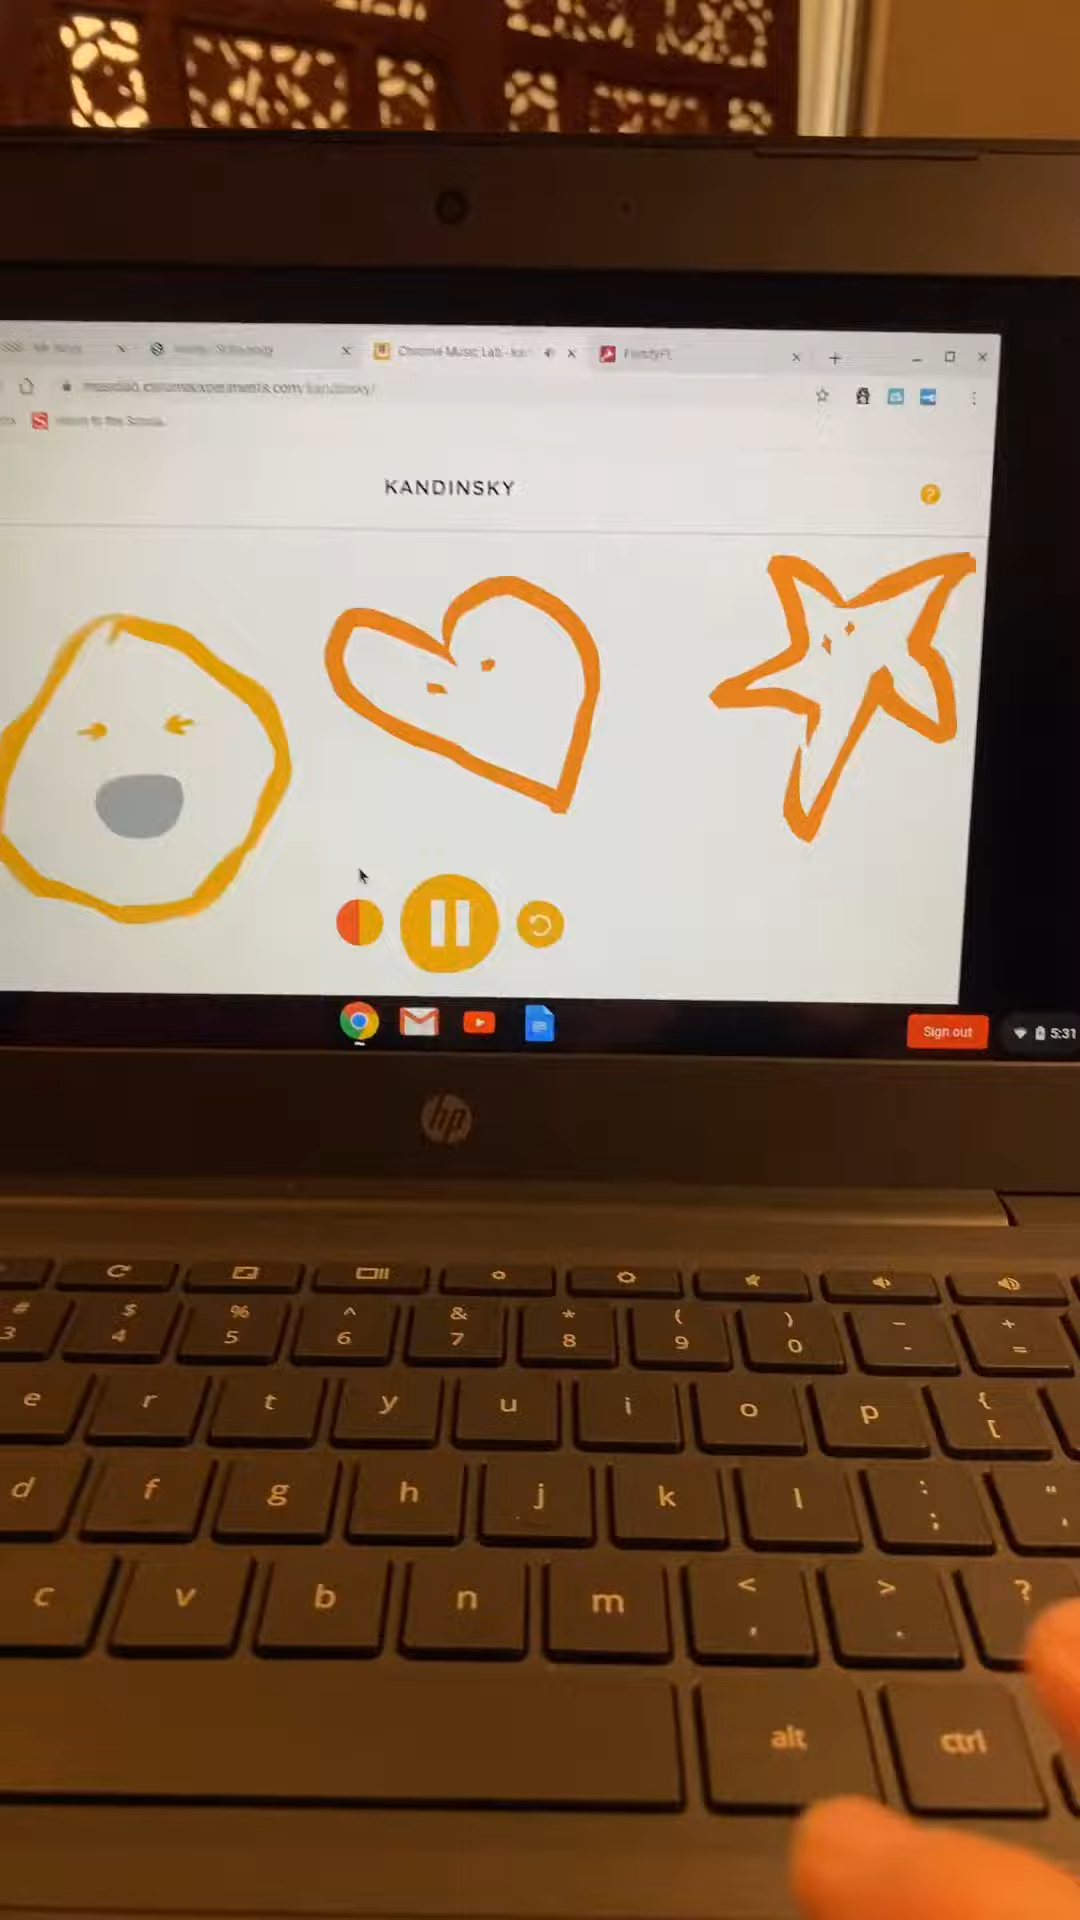 Chrome Music Lab - kan
KANDINSKY
?
Sign out
5:31
hp
# $ % ^ & * ( ) _ +
3 4 5 6 7 8 9 0 - =
e r t y u i o p { [
d f g h j k l : ; " '
c v b n m < , > . ?
alt ctrl